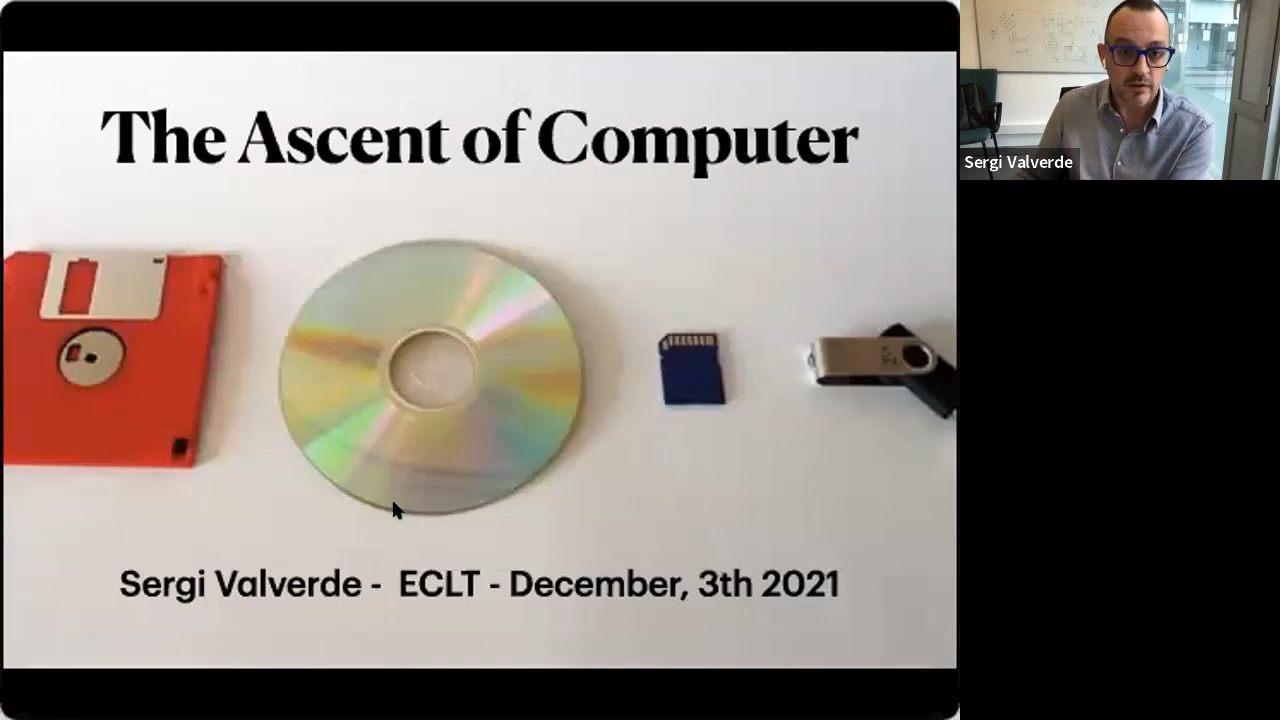 The Ascent of Computer
Sergi Valverde
Sergi Valverde - ECLT - December, 3th 2021